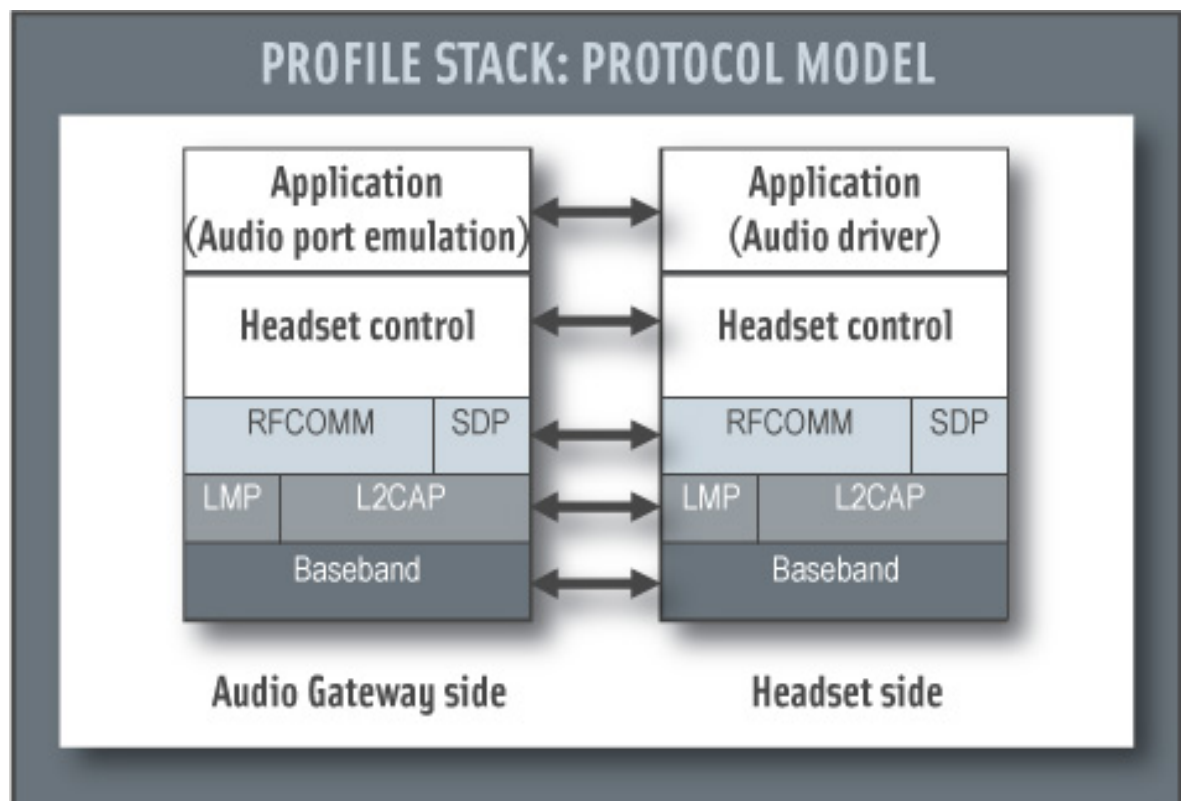 PROFILE STACK: PROTOCOL MODEL
Application
(Audio port emulation)
Headset control
RFCOMM
SDP
LMP
L2CAP
Baseband
Audio Gateway side
Application
(Audio driver)
Headset control
RFCOMM
SDP
LMP
L2CAP
Baseband
Headset side